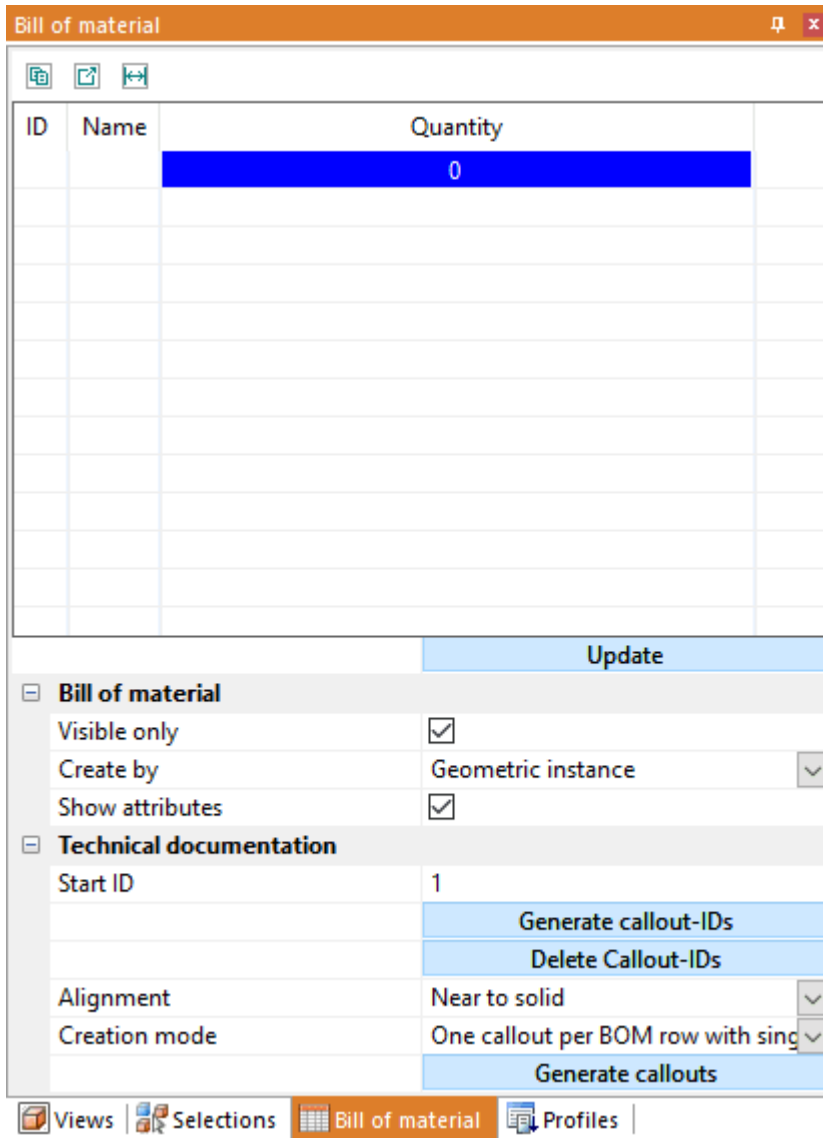 Bill of material
ID Name Quantity
0
Update
Bill of material
Visible only
Create by Geometric instance
Show attributes
Technical documentation
Start ID 1
Generate callout-IDs
Delete Callout-IDs
Alignment Near to solid
Creation mode One callout per BOM row with sing
Generate callouts
Views Selections Bill of material Profiles